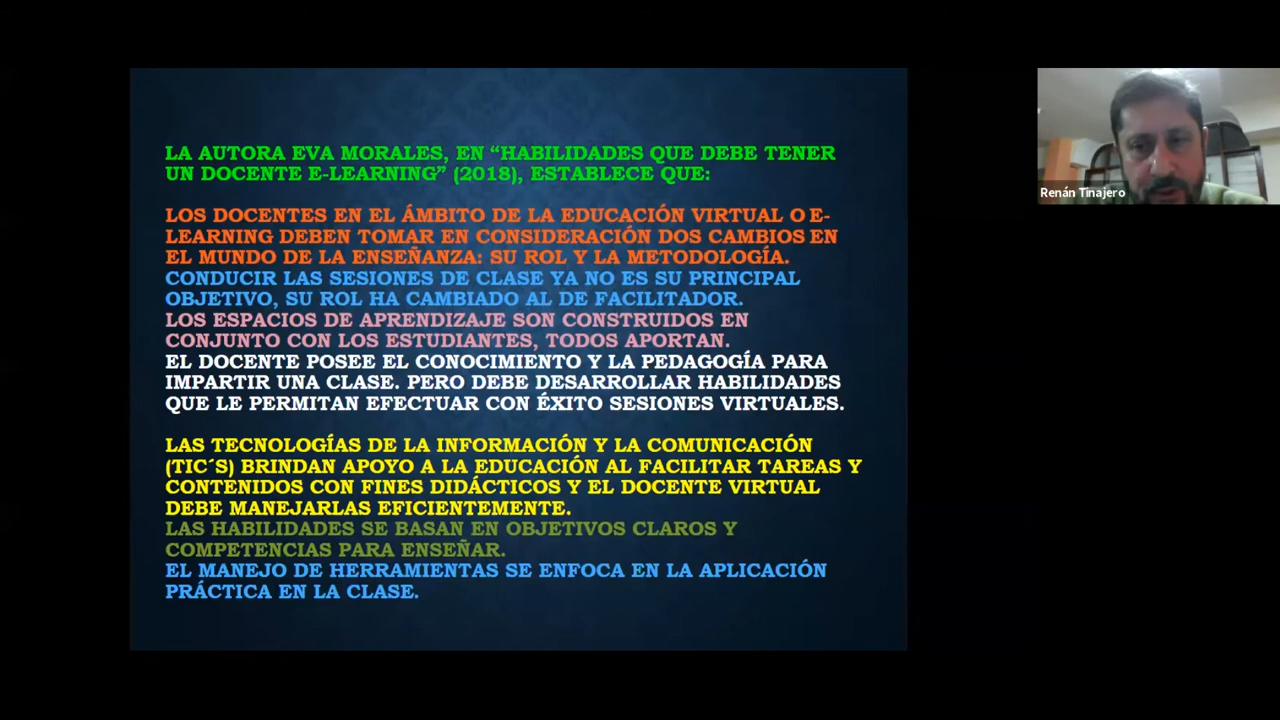 LA AUTORA EVA MORALES, EN “HABILIDADES QUE DEBE TENER
UN DOCENTE E-LEARNING” (2018), ESTABLECE QUE:
LOS DOCENTES EN EL ÁMBITO DE LA EDUCACIÓN VIRTUAL O E-
LEARNING DEBEN TOMAR EN CONSIDERACIÓN DOS CAMBIOS EN
EL MUNDO DE LA ENSEÑANZA: SU ROL Y LA METODOLOGÍA.
CONDUCIR LAS SESIONES DE CLASE YA NO ES SU PRINCIPAL
OBJETIVO, SU ROL HA CAMBIADO AL DE FACILITADOR.
LOS ESPACIOS DE APRENDIZAJE SON CONSTRUIDOS EN
CONJUNTO CON LOS ESTUDIANTES, TODOS APORTAN.
EL DOCENTE POSEE EL CONOCIMIENTO Y LA PEDAGOGÍA PARA
IMPARTIR UNA CLASE. PERO DEBE DESARROLLAR HABILIDADES
QUE LE PERMITAN EFECTUAR CON ÉXITO SESIONES VIRTUALES.
LAS TECNOLOGÍAS DE LA INFORMACIÓN Y LA COMUNICACIÓN
(TIC´S) BRINDAN APOYO A LA EDUCACIÓN AL FACILITAR TAREAS Y
CONTENIDOS CON FINES DIDÁCTICOS Y EL DOCENTE VIRTUAL
DEBE MANEJARLAS EFICIENTEMENTE.
LAS HABILIDADES SE BASAN EN OBJETIVOS CLAROS Y
COMPETENCIAS PARA ENSEÑAR.
EL MANEJO DE HERRAMIENTAS SE ENFOCA EN LA APLICACIÓN
PRÁCTICA EN LA CLASE.
Renán Tinajero